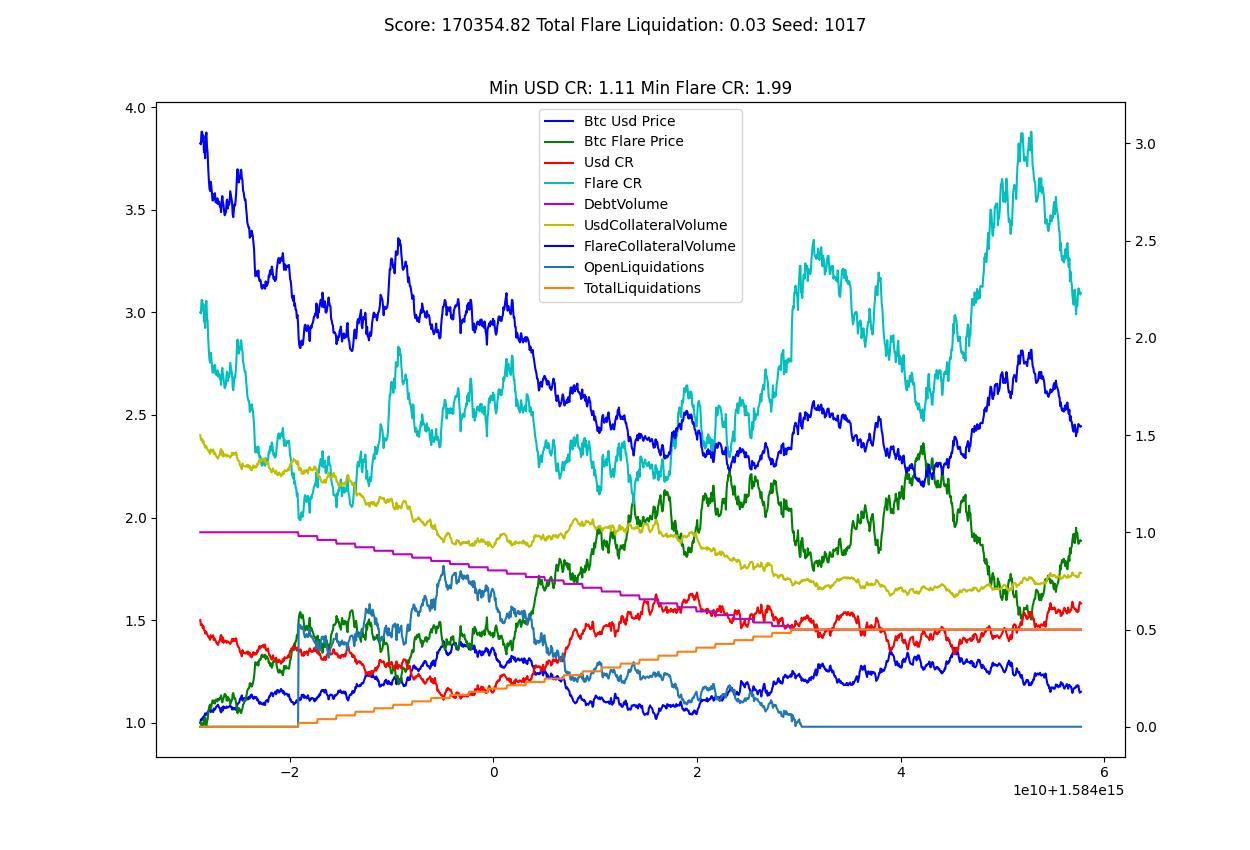 Score: 170354.82 Total Flare Liquidation: 0.03 Seed: 1017
Min USD CR: 1.11 Min Flare CR: 1.99
Btc Usd Price
Btc Flare Price
Usd CR
Flare CR
DebtVolume
UsdCollateralVolume
FlareCollateralVolume
OpenLiquidations
TotalLiquidations
4.0
3.5
3.0
2.5
2.0
1.5
1.0
3.0
2.5
2.0
1.5
1.0
0.5
0.0
−2 0 2 4 6
1e10+1.584e15